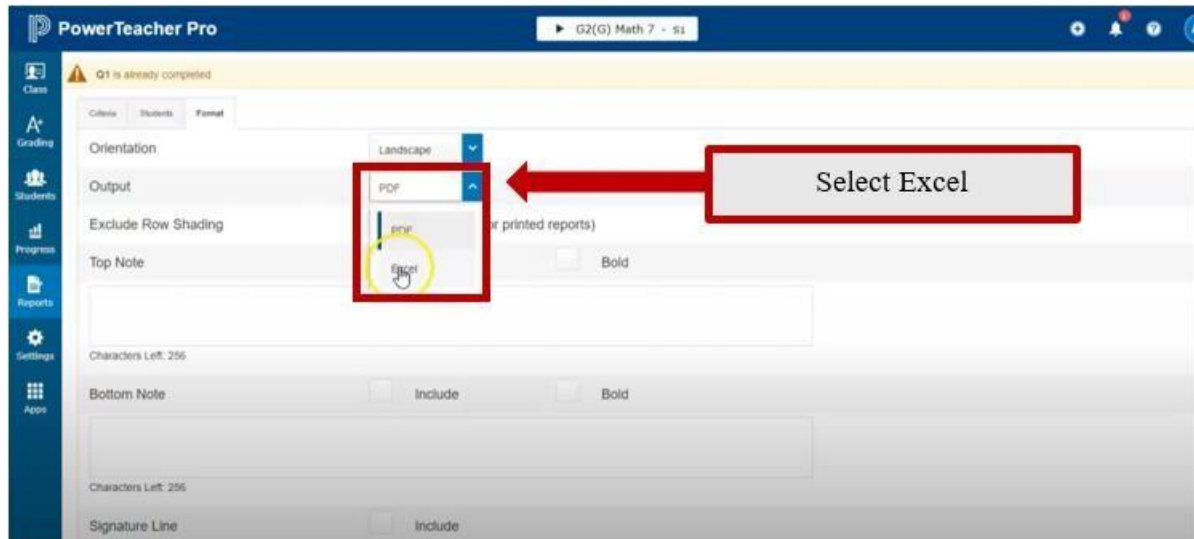 PowerTeacher Pro
G2(G) Math 7 - S1
Class
Q1 is already completed
Criteria Students Format
Grading
Orientation Landscape
Students
Output PDF
Select Excel
Exclude Row Shading PDF or printed reports)
Progress
Top Note Excel Bold
Reports
Characters Left: 256
Settings
Bottom Note Include Bold
Apps
Characters Left: 256
Signature Line Include